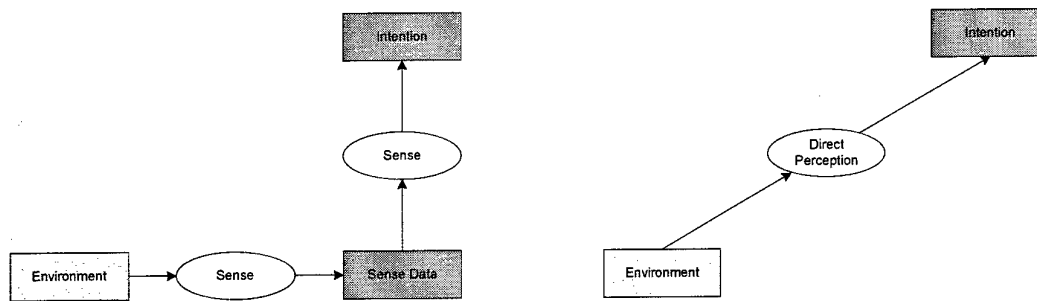 Intention
Sense
Environment
Sense
Sense Data
Intention
Direct
Perception
Environment